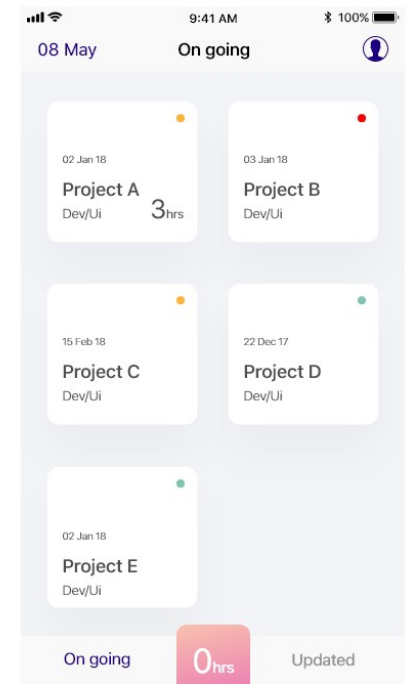 9:41 AM 100%
08 May On going
02 Jan 18
Project A
Dev/Ui 3hrs
03 Jan 18
Project B
Dev/Ui
15 Feb 18
Project C
Dev/Ui
22 Dec 17
Project D
Dev/Ui
02 Jan 18
Project E
Dev/Ui
On going 0hrs Updated